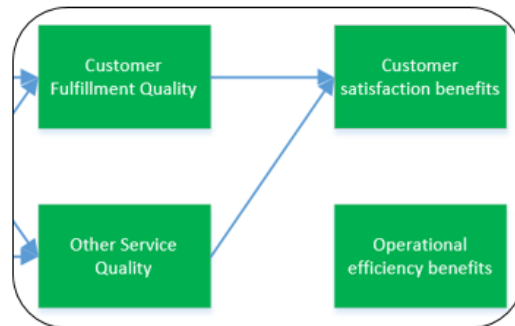 Customer
Fulfillment Quality
Customer
satisfaction benefits
Other Service
Quality
Operational
efficiency benefits